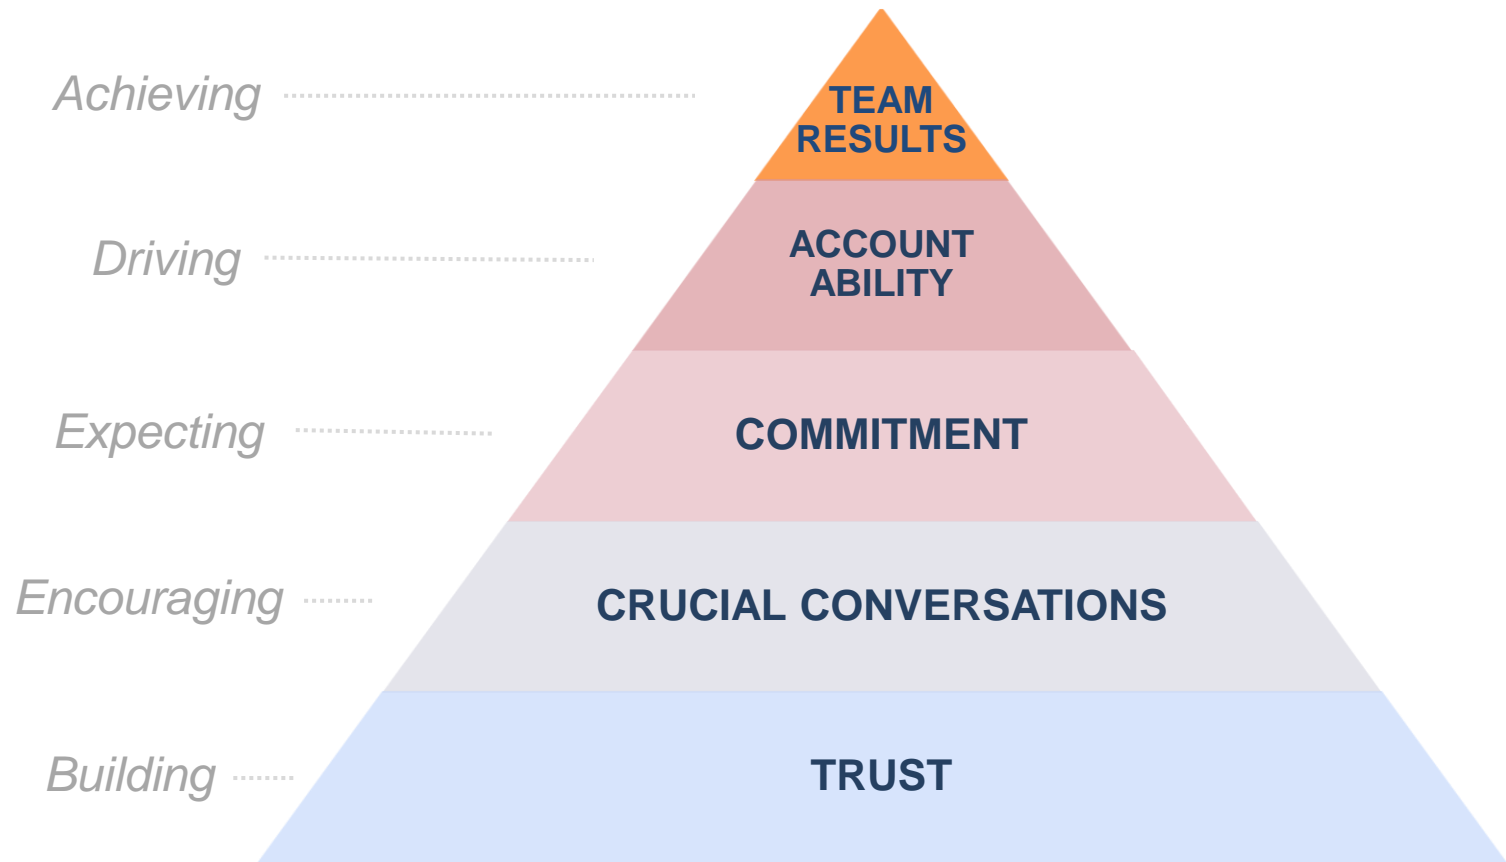 Achieving
TEAM
RESULTS
Driving
ACCOUNT
ABILITY
Expecting
COMMITMENT
Encouraging
CRUCIAL CONVERSATIONS
Building
TRUST